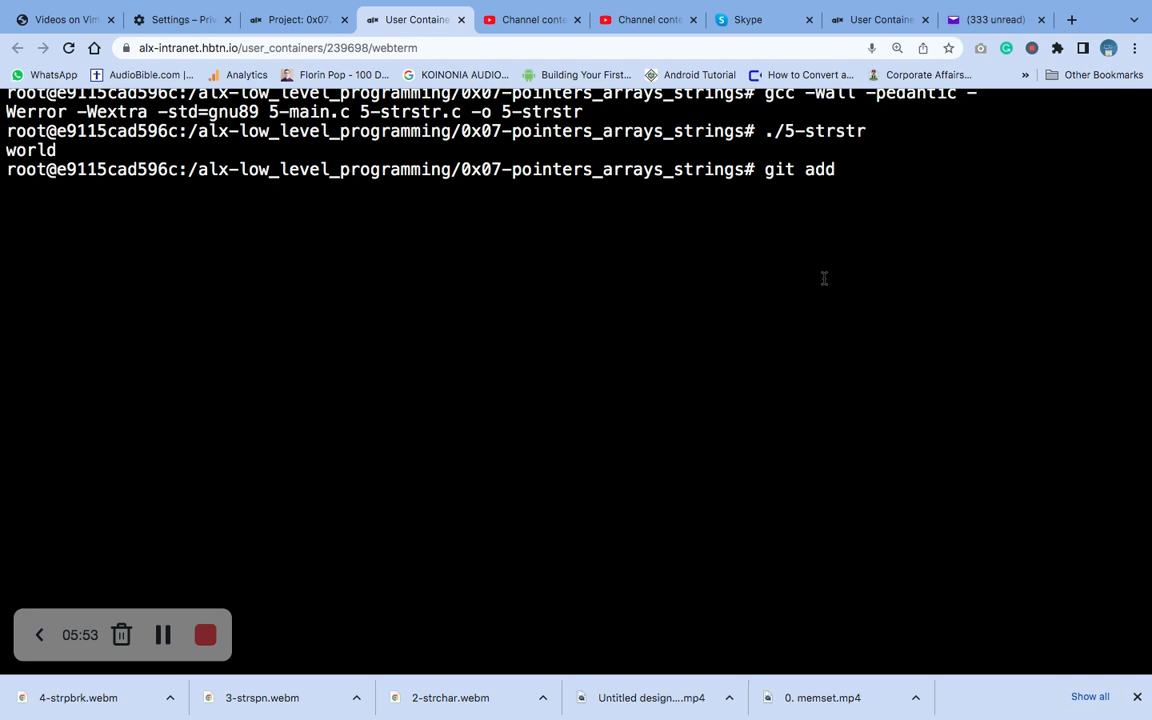 Videos on Vim
Settings – Priv
Project: 0x07.
User Containe
Channel conte
Channel conte
Skype
User Containe
(333 unread)
alx-intranet.hbtn.io/user_containers/239698/webterm
WhatsApp
AudioBible.com |...
Analytics
Florin Pop - 100 D...
KOINONIA AUDIO...
Building Your First...
Android Tutorial
How to Convert a...
Corporate Affairs...
»
Other Bookmarks
root@e9115cad596c:/alx-low_level_programming/0x07-pointers_arrays_strings# gcc -Wall -pedantic -
Werror -Wextra -std=gnu89 5-main.c 5-strstr.c -o 5-strstr
root@e9115cad596c:/alx-low_level_programming/0x07-pointers_arrays_strings# ./5-strstr
world
root@e9115cad596c:/alx-low_level_programming/0x07-pointers_arrays_strings# git add
05:53
4-strpbrk.webm
3-strspn.webm
2-strchar.webm
Untitled design....mp4
0. memset.mp4
Show all